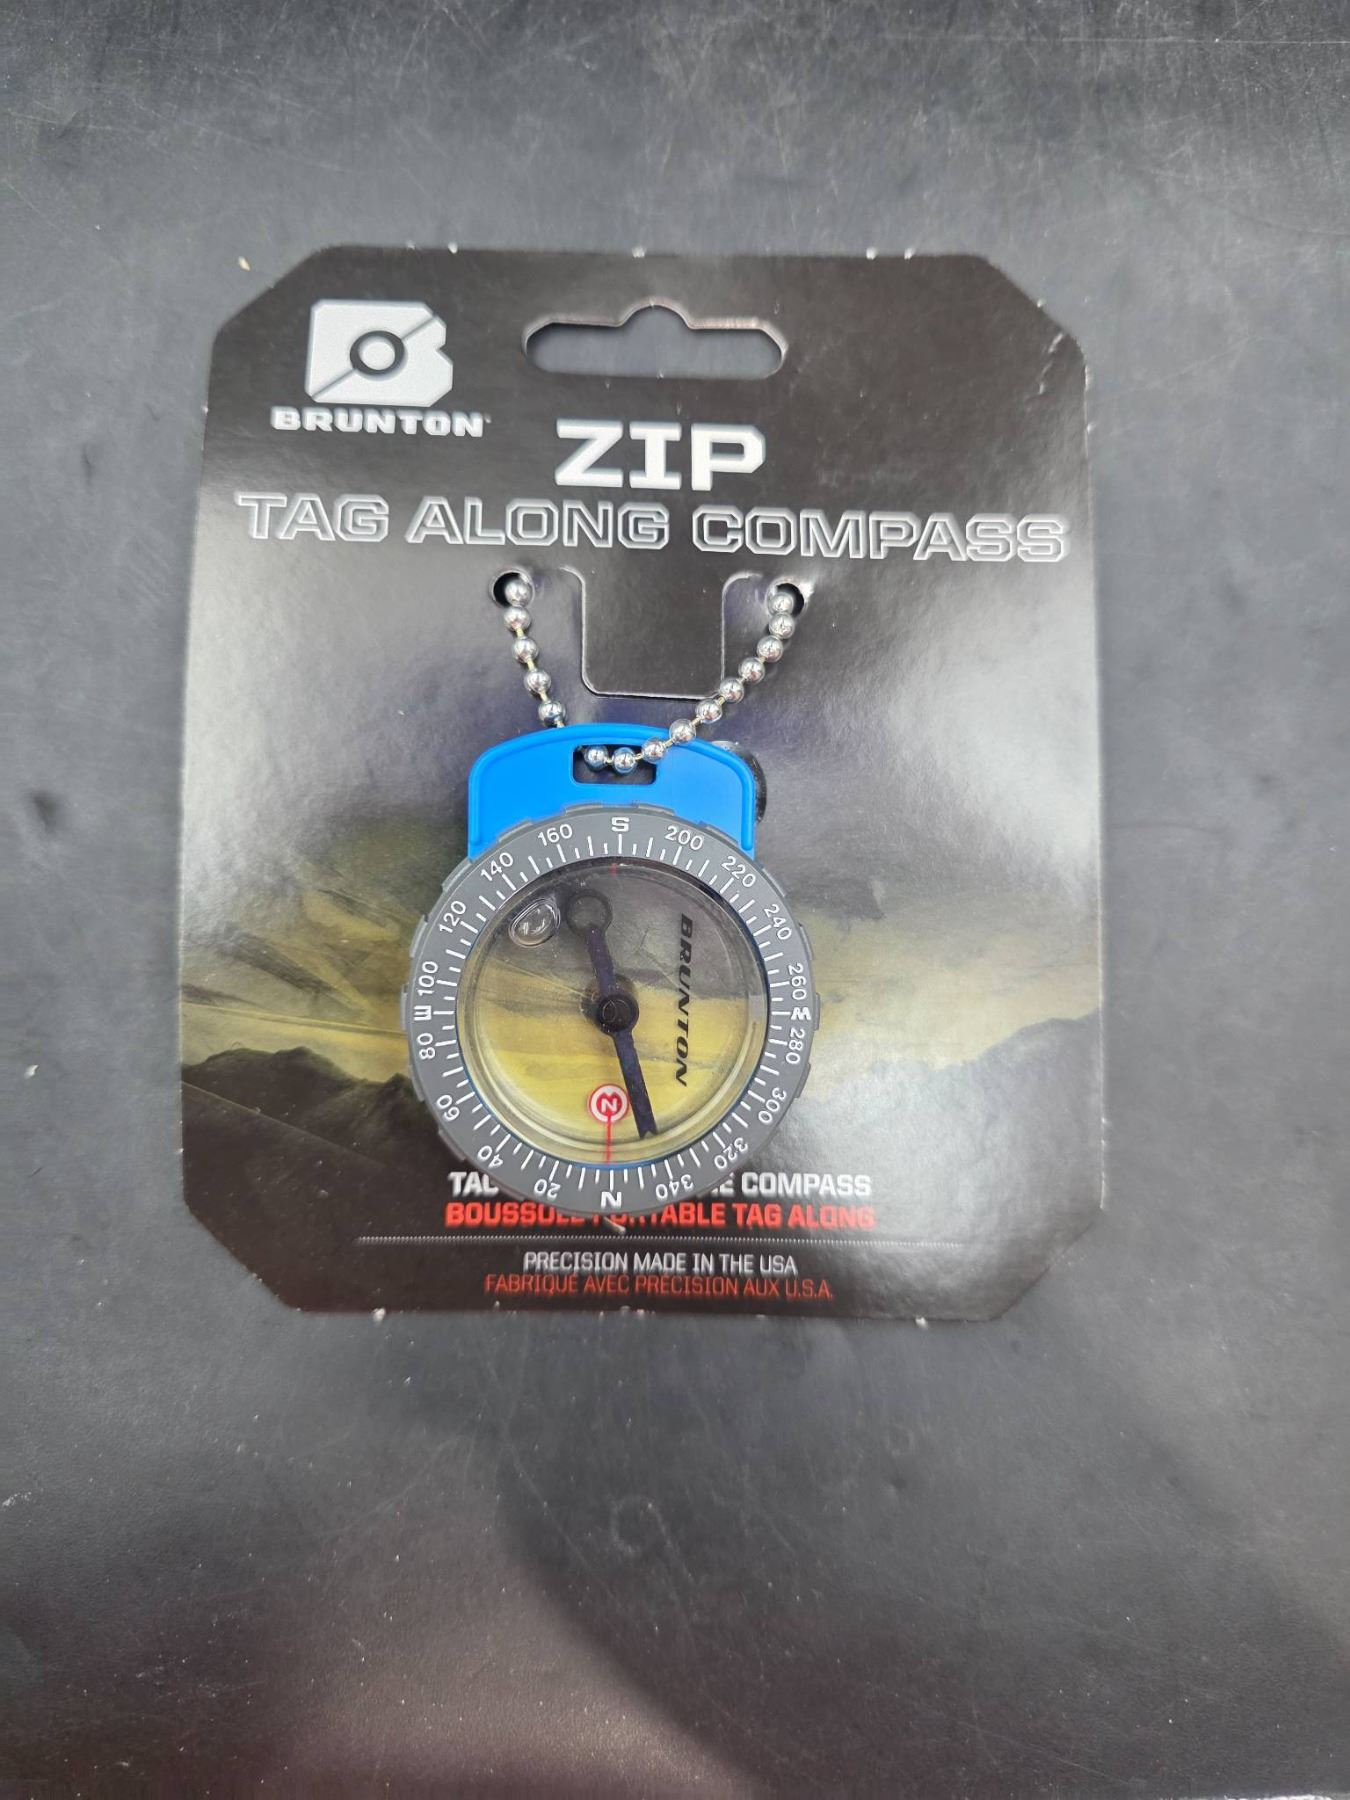 BRUNTON
ZIP
TAG ALONG COMPASS
S
200
220
240
260
W
280
300
320
340
N
20
40
60
80
E
100
120
140
160
BRUNTON
N
COMPASS
BOUSSOLE PORTABLE TAG ALONG
PRECISION MADE IN THE USA
FABRIQUÉ AVEC PRÉCISION AUX U.S.A.